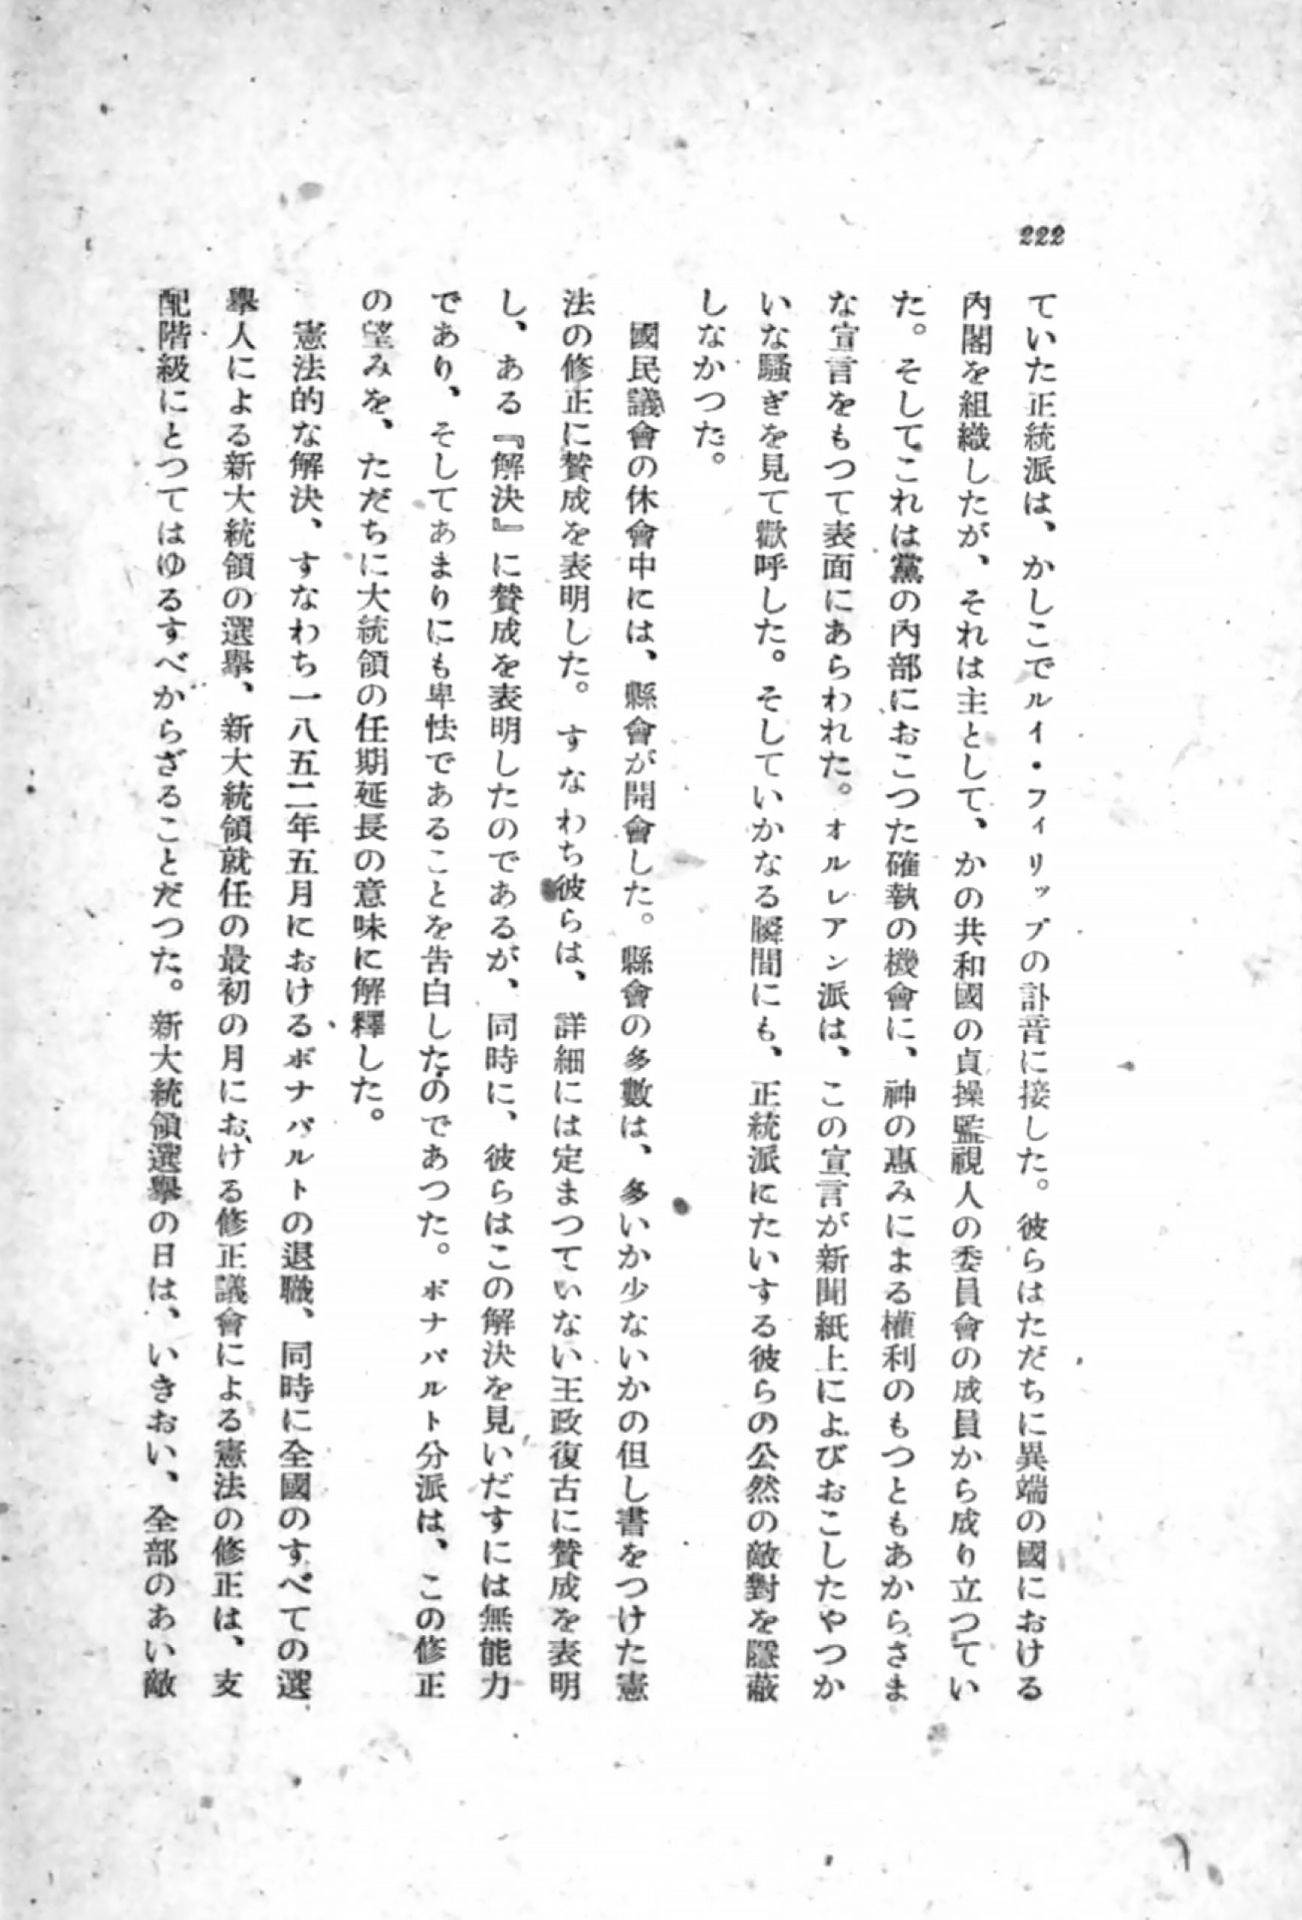 222
ていた正統派は、かしこでルイ・フィリップの訃音に接した。彼らはただちに異端の國における
内閣を組織したが、それは主として、かの共和國の貞操監視人の委員會の成員から成り立つてい
た。そしてこれは黨の内部におこつた確執の機會に、神の惠みによる權利のもつともあからさま
な宣言をもつて表面にあらわれた。オルレアン派は、この宣言が新聞紙上によびおこしたやつか
いな騷ぎを見て歡呼した。そしていかなる瞬間にも、正統派にたいする彼らの公然の敵對を隱蔽
しなかつた。
國民議會の休會中には、縣會が開會した。縣會の多數は、多いか少ないかの但し書をつけた憲
法の修正に賛成を表明した。すなわち彼らは、詳細には定まつていない王政復古に賛成を表明
し、ある『解決』に賛成を表明したのであるが、同時に、彼らはこの解決を見いだすには無能力
であり、そしてあまりにも卑怯であることを告白したのであつた。ボナパルト分派は、この修正
の望みを、ただちに大統領の任期延長の意味に解釋した。
憲法的な解決、すなわち一八五二年五月におけるボナパルトの退職、同時に全國のすべての選
擧人による新大統領の選擧、新大統領就任の最初の月における修正議會による憲法の修正は、支
配階級にとつてはゆるすべからざることだつた。新大統領選擧の日は、いきおい、全部のあい敵